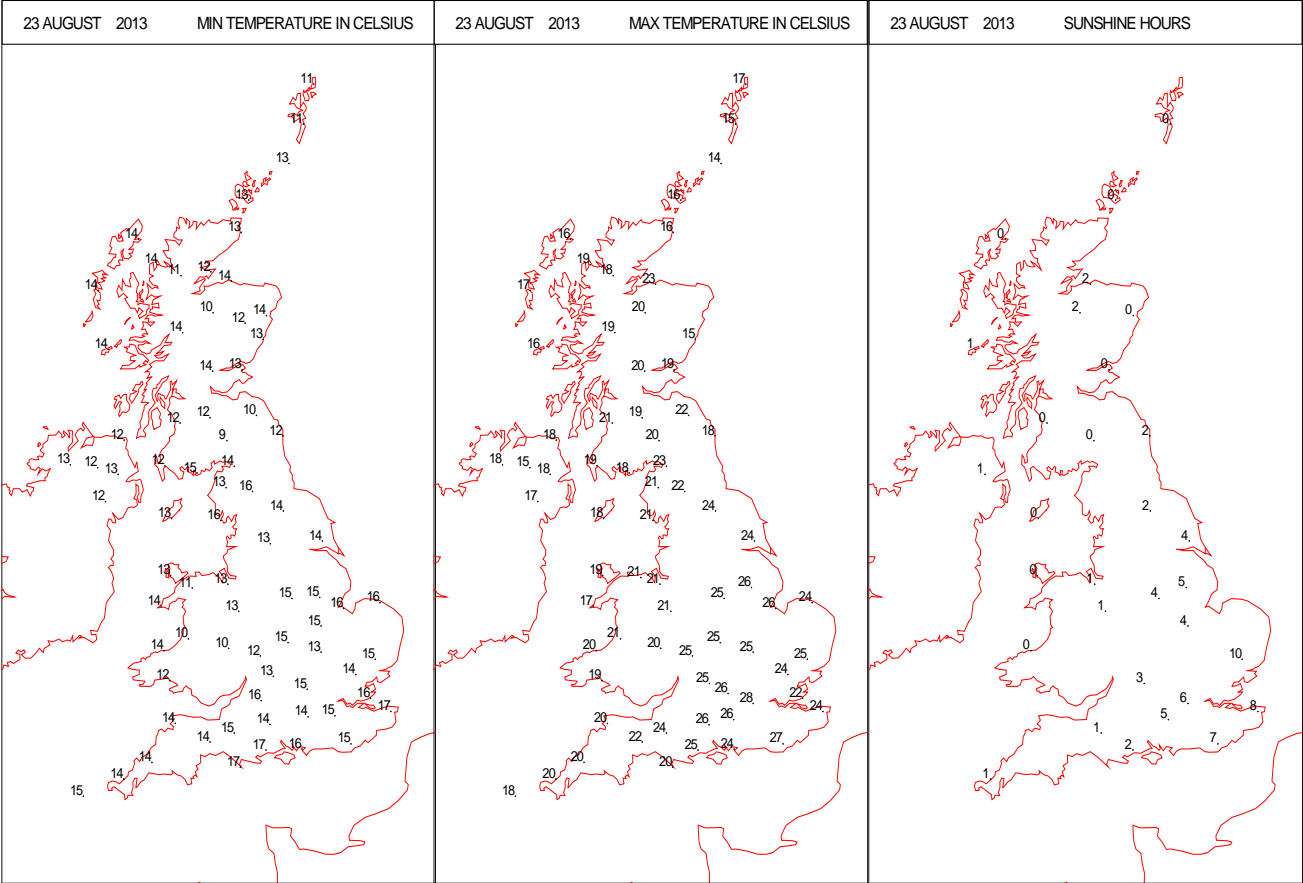 23 AUGUST 2013 MIN TEMPERATURE IN CELSIUS
11
11
13
13
13
14
14 11 12 14
14
10 12 14
14 13
14
14 13
12 12 10
12 9 12
13 12 13 12 15 14
12 13 16
13 16 14
13 14
13 11 13
14 13 15 15 16 16
10 15 15
14 10 12 13 15
12 13 15 14
16 16 17
14 15 14 14 15
14 17 16 15
14 17
14
15
23 AUGUST 2013 MAX TEMPERATURE IN CELSIUS
17
15
14
16
16
16
19 18 23
17
20
19 15
16
20 19
21 19 22
18 20 18
18 15 18 19 18 23
17 21 22
18 21 24
24
19 21 21
17 21 25 26 26 24
21 25
20 20 25 25 25
19 25 24
26 28 22 24
20 24 26 26
22 25 24 27
20 20
20
18
23 AUGUST 2013 SUNSHINE HOURS
0
0
0
2
2 0
1
0
0
0 2
1
0 2
4
0 1 5
1 4
4
0 10
3
6 8
5
1 2 7
1